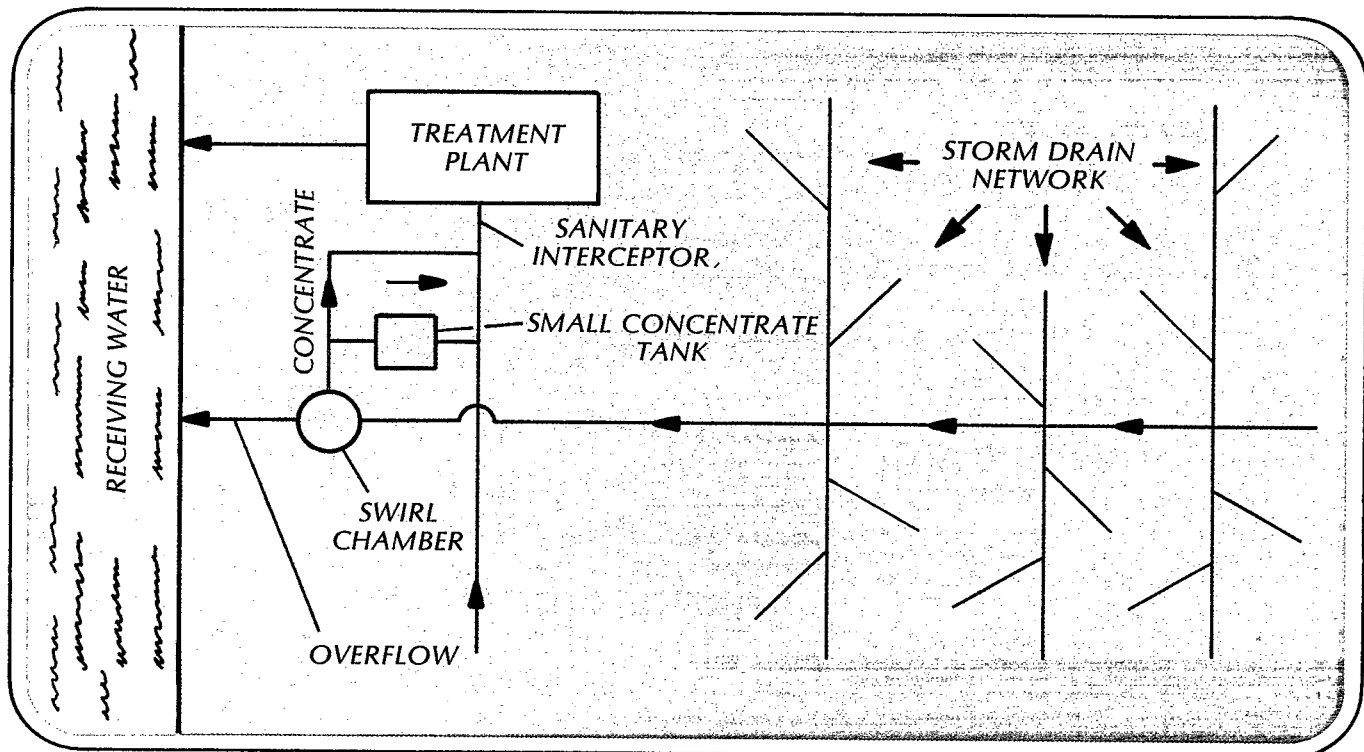 TREATMENT
PLANT
STORM DRAIN
NETWORK
CONCENTRATE
SANITARY
INTERCEPTOR,
SMALL CONCENTRATE
TANK
RECEIVING WATER
SWIRL
CHAMBER
OVERFLOW